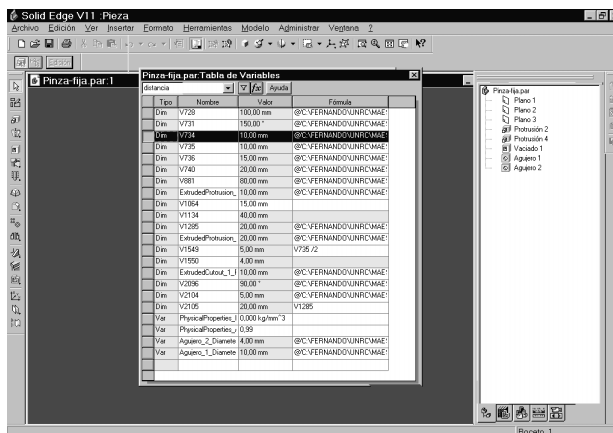 Solid Edge V11 :Pieza
Archivo Edición Ver Insertar Formato Herramientas Modelo Administrar Ventana ?
Edición
Pinza-fija.par:1
Pinza-fija.par:Tabla de Variables
distancia fx Ayuda
Tipo Nombre Valor Fórmula
Dim V728 100,00 mm @'C:\FERNANDO\UNRC\MAE
Dim V731 150,00 ° @'C:\FERNANDO\UNRC\MAE
Dim V734 10,00 mm @'C:\FERNANDO\UNRC\MAE
Dim V735 10,00 mm @'C:\FERNANDO\UNRC\MAE
Dim V736 15,00 mm @'C:\FERNANDO\UNRC\MAE
Dim V740 20,00 mm @'C:\FERNANDO\UNRC\MAE
Dim V881 80,00 mm @'C:\FERNANDO\UNRC\MAE
Dim ExtrudedProtrusion_ 10,00 mm @'C:\FERNANDO\UNRC\MAE
Dim V1064 15,00 mm
Dim V1134 40,00 mm
Dim V1285 20,00 mm @'C:\FERNANDO\UNRC\MAE
Dim ExtrudedProtrusion_ 20,00 mm @'C:\FERNANDO\UNRC\MAE
Dim V1549 5,00 mm V735 /2
Dim V1550 4,00 mm
Dim ExtrudedCutout_1_ 10,00 mm @'C:\FERNANDO\UNRC\MAE
Dim V2096 90,00 ° @'C:\FERNANDO\UNRC\MAE
Dim V2104 5,00 mm @'C:\FERNANDO\UNRC\MAE
Dim V2105 20,00 mm V1285
Var PhysicalProperties_ 0,000 kg/mm^3
Var PhysicalProperties_ 0,99
Var Agujero_2_Diamete 4,00 mm @'C:\FERNANDO\UNRC\MAE
Var Agujero_1_Diamete 10,00 mm @'C:\FERNANDO\UNRC\MAE
Pinza-fija.par
Plano 1
Plano 2
Plano 3
Protrusión 2
Protrusión 4
Vaciado 1
Agujero 1
Agujero 2
Boceto_1